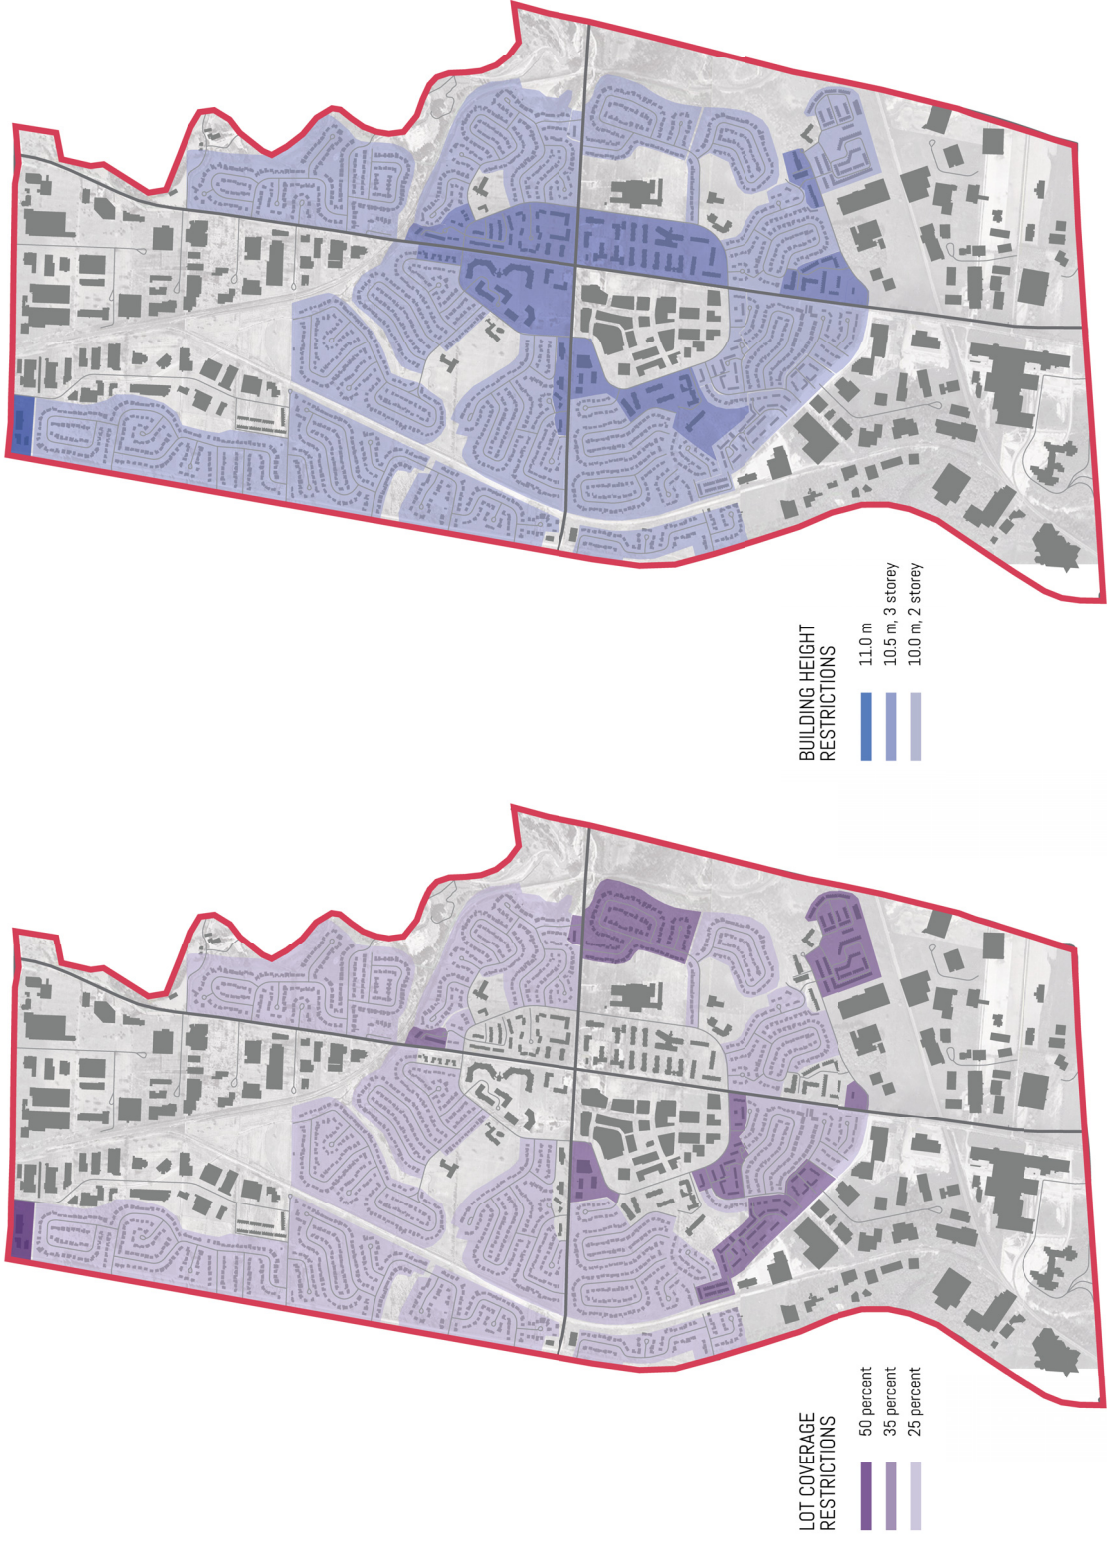 LOT COVERAGE
RESTRICTIONS
50 percent
35 percent
25 percent
BUILDING HEIGHT
RESTRICTIONS
11.0 m
10.5 m, 3 storey
10.0 m, 2 storey